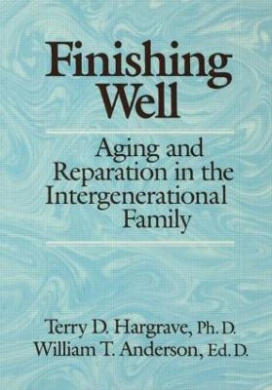 Finishing
Well
Aging and
Reparation in the
Intergenerational
Family
Terry D. Hargrave, Ph.D.
William T. Anderson, Ed.D.